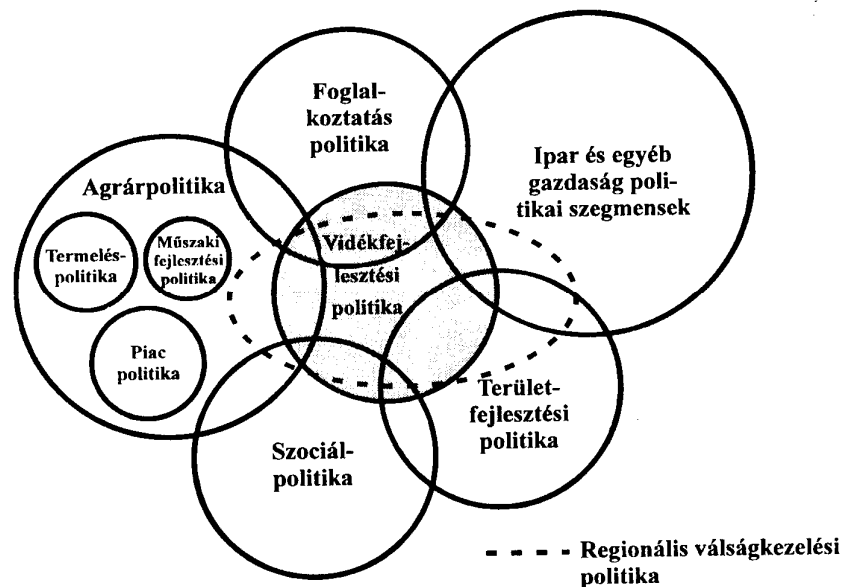 Foglal-
koztatás
politika
Ipar és egyéb
gazdaság poli-
tikai szegmensek
Agrárpolitika
Termelés-
politika
Műszaki
fejlesztési
politika
Piac
politika
Vidékfej-
lesztési
politika
Terület-
fejlesztési
politika
Szociál-
politika
Regionális válságkezelési
politika